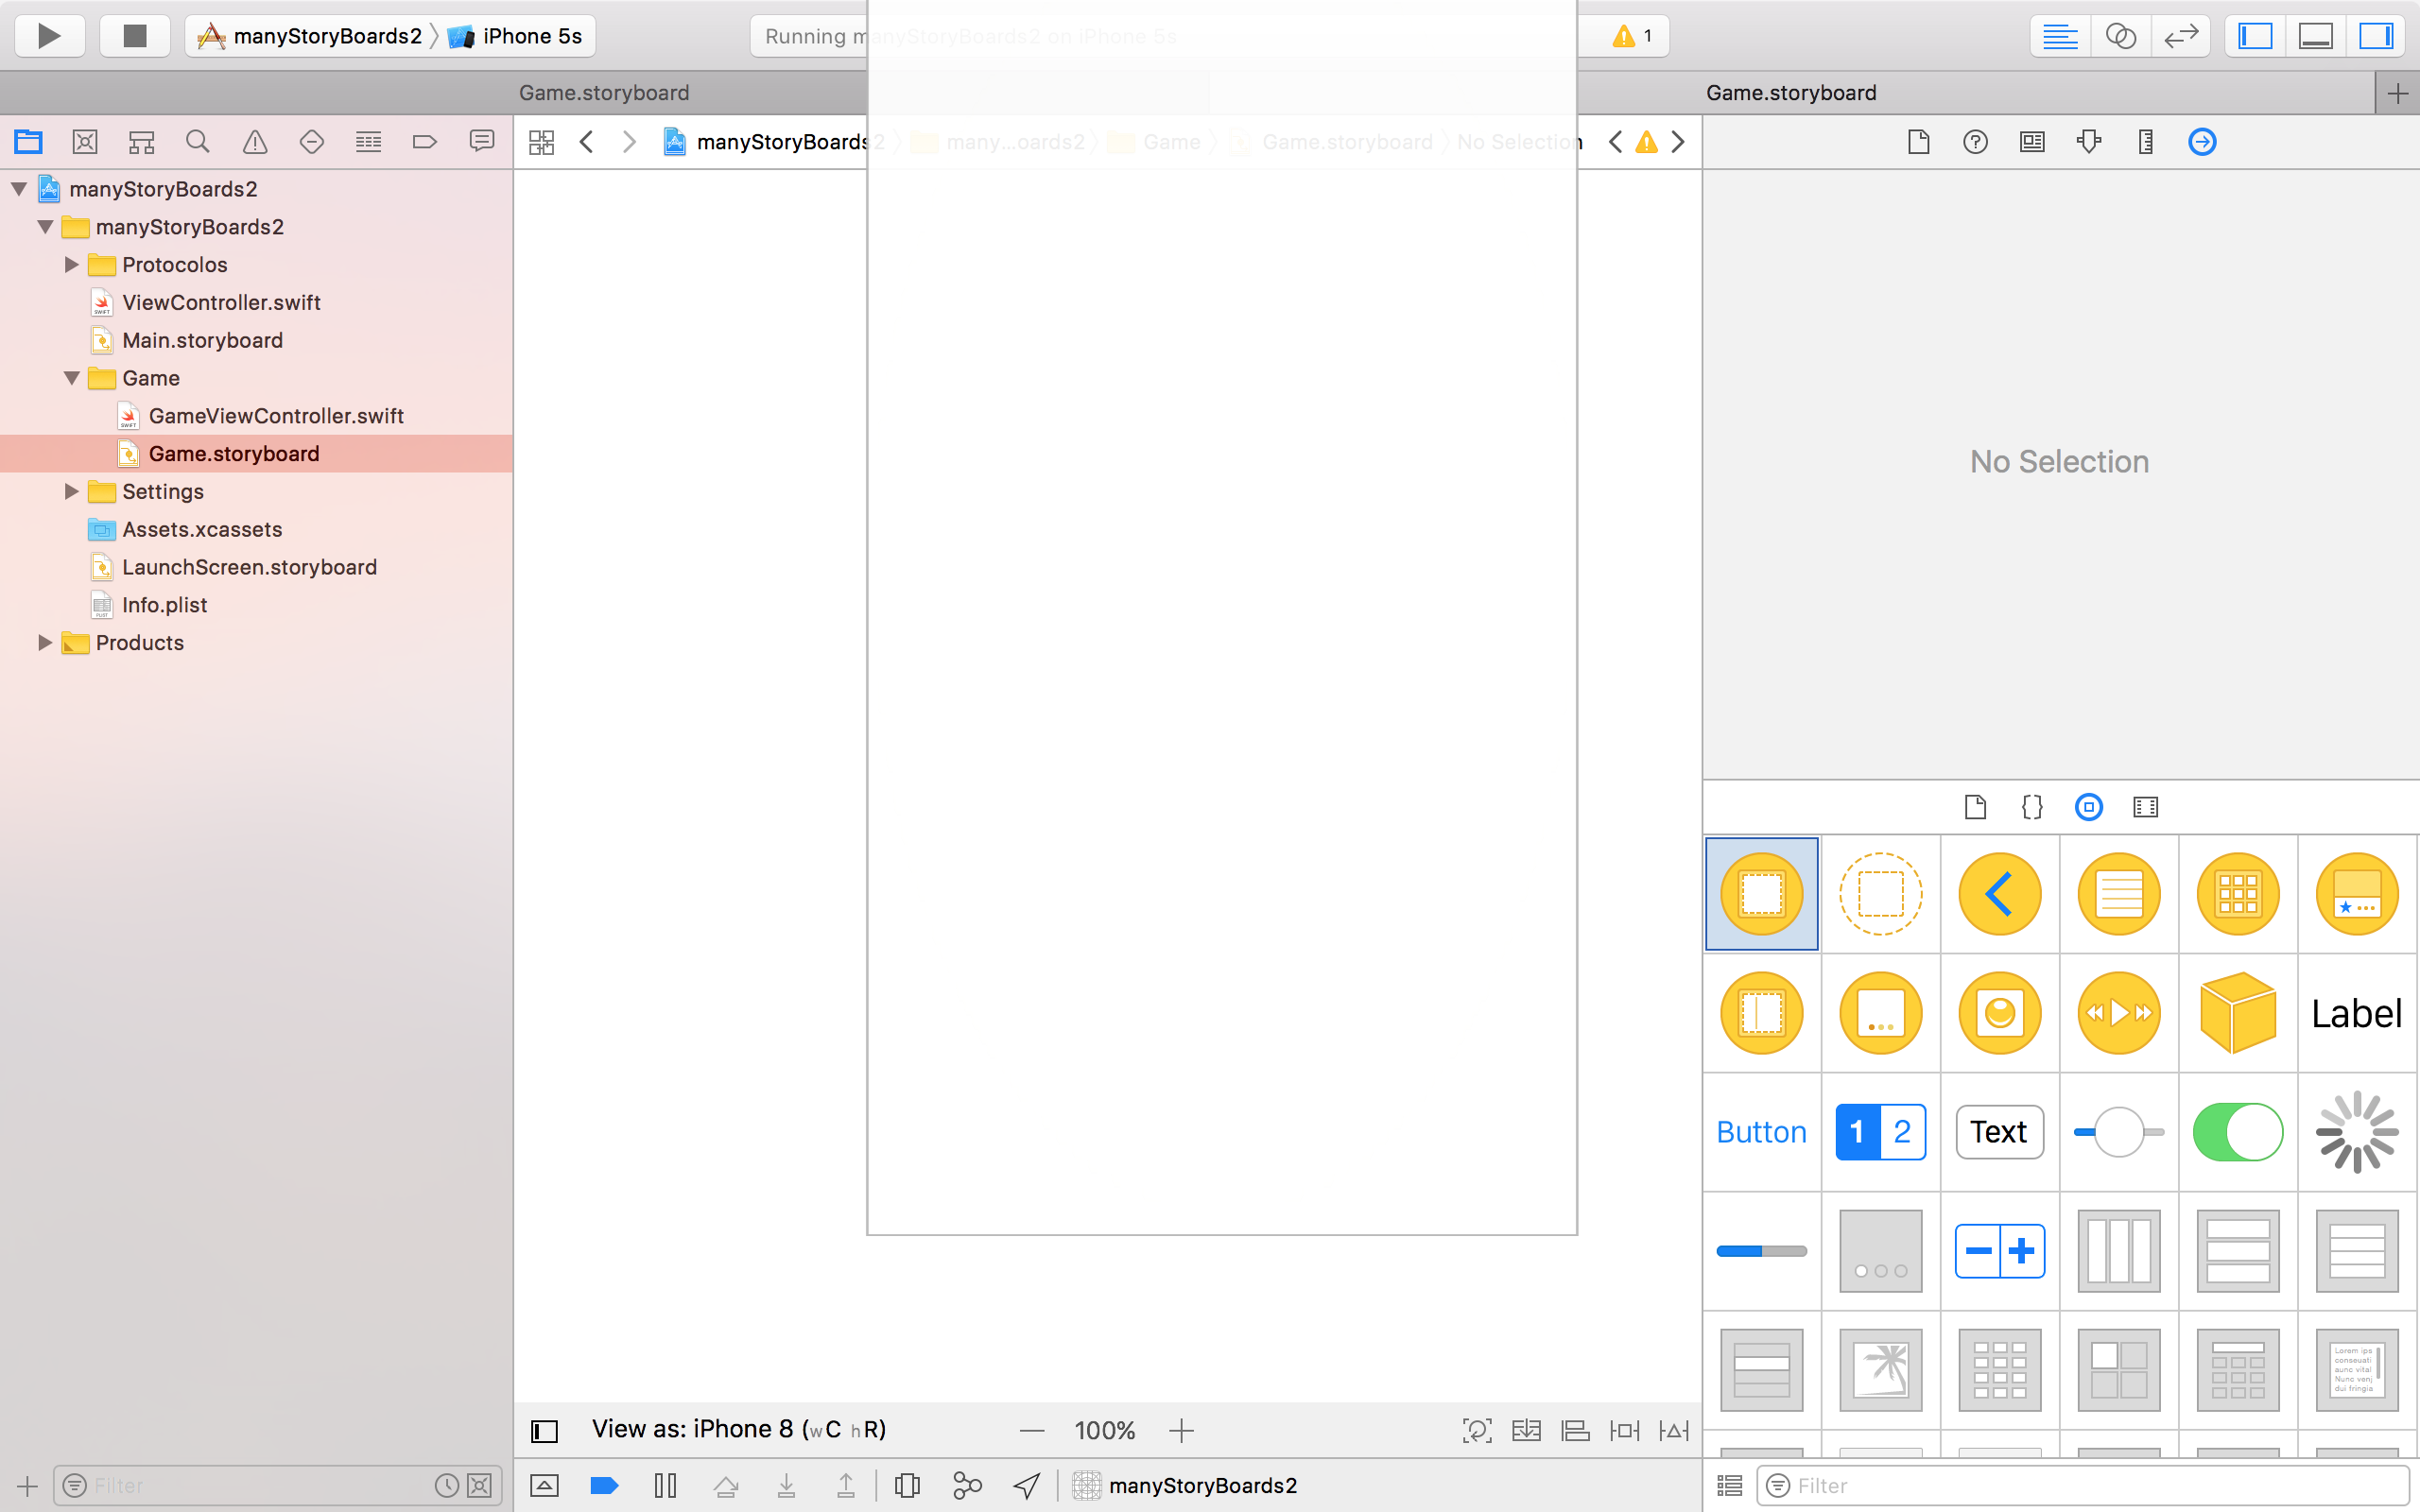 manyStoryBoards2 〉 iPhone 5s
Running manyStoryBoards2 on iPhone 5s
1
Game.storyboard
Game.storyboard
manyStoryBoards2 〉 many...oards2 〉 Game 〉 Game.storyboard 〉 No Selection
manyStoryBoards2
manyStoryBoards2
Protocolos
ViewController.swift
Main.storyboard
Game
GameViewController.swift
Game.storyboard
Settings
Assets.xcassets
LaunchScreen.storyboard
Info.plist
Products
No Selection
Label
Button
1 2
Text
View as: iPhone 8 (wC hR)
— 100% +
Filter
manyStoryBoards2
Filter